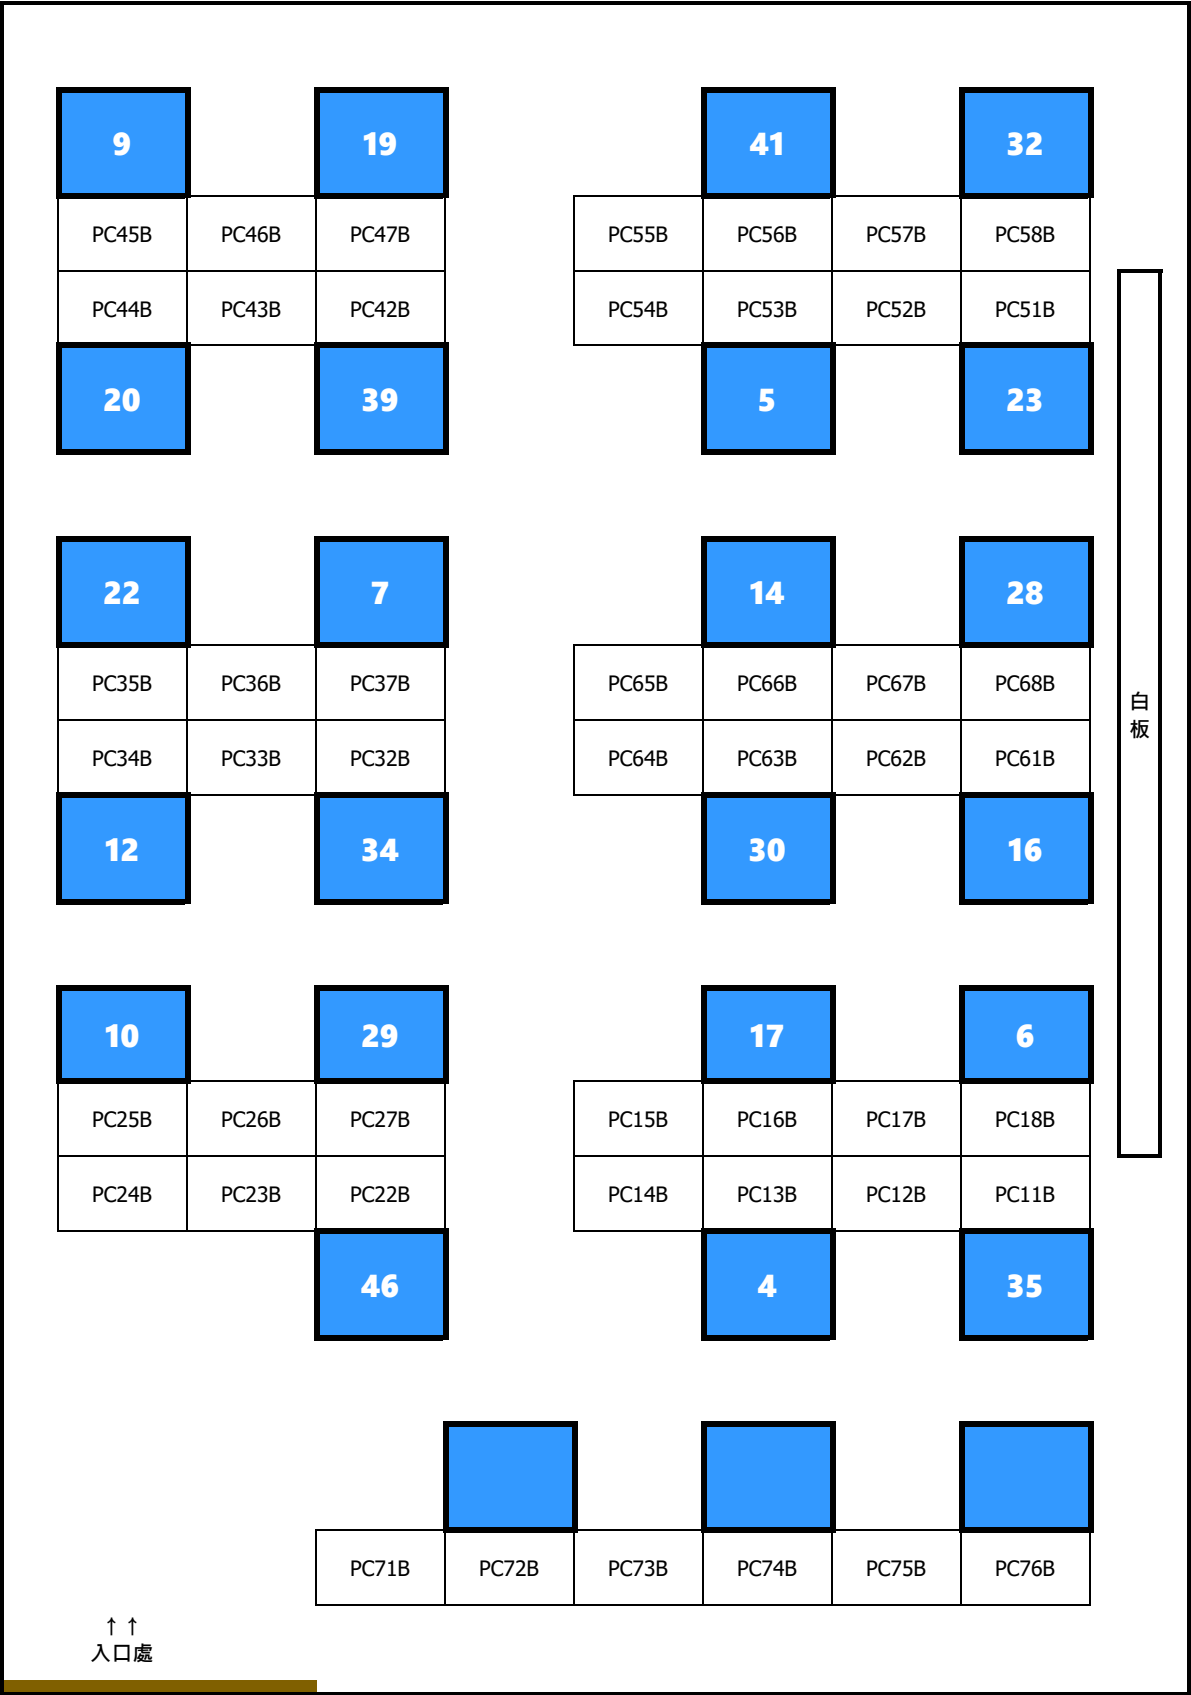 9 19 41 32
PC45B PC46B PC47B PC55B PC56B PC57B PC58B
PC44B PC43B PC42B PC54B PC53B PC52B PC51B
20 39 5 23
22 7 14 28
PC35B PC36B PC37B PC65B PC66B PC67B PC68B
白
板
PC34B PC33B PC32B PC64B PC63B PC62B PC61B
12 34 30 16
10 29 17 6
PC25B PC26B PC27B PC15B PC16B PC17B PC18B
PC24B PC23B PC22B PC14B PC13B PC12B PC11B
46 4 35
PC71B PC72B PC73B PC74B PC75B PC76B
↑ ↑
入口處